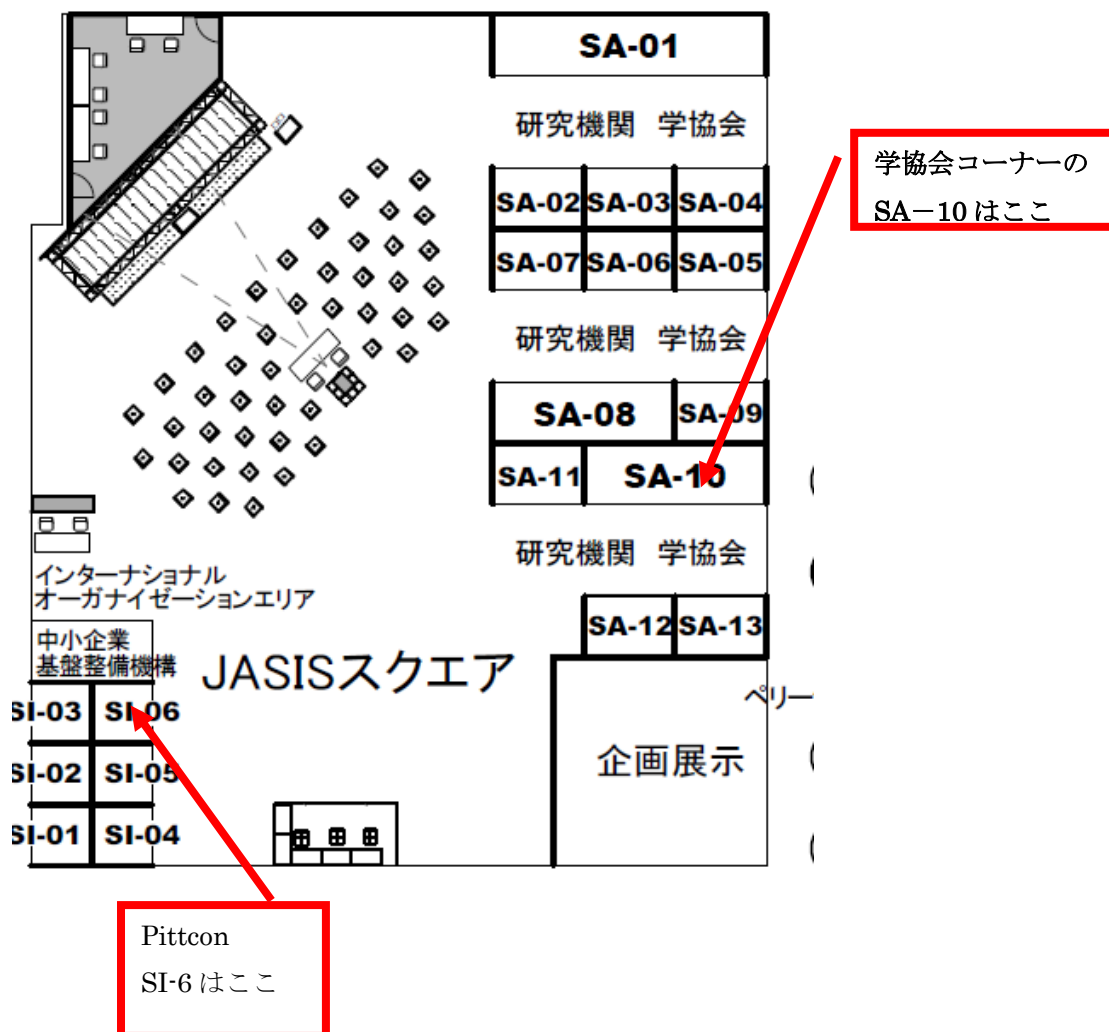 SA-01
研究機関 学協会
学協会コーナーの
SA－10 はここ
SA-02 SA-03 SA-04
SA-07 SA-06 SA-05
研究機関 学協会
SA-08 SA-09
SA-11 SA-10
研究機関 学協会
インターナショナル
オーガナイゼーションエリア
SA-12 SA-13
中小企業
基盤整備機構
JASISスクエア
ペリー
SI-03 SI-06
企画展示
SI-02 SI-05
SI-01 SI-04
Pittcon
SI-6 はここ